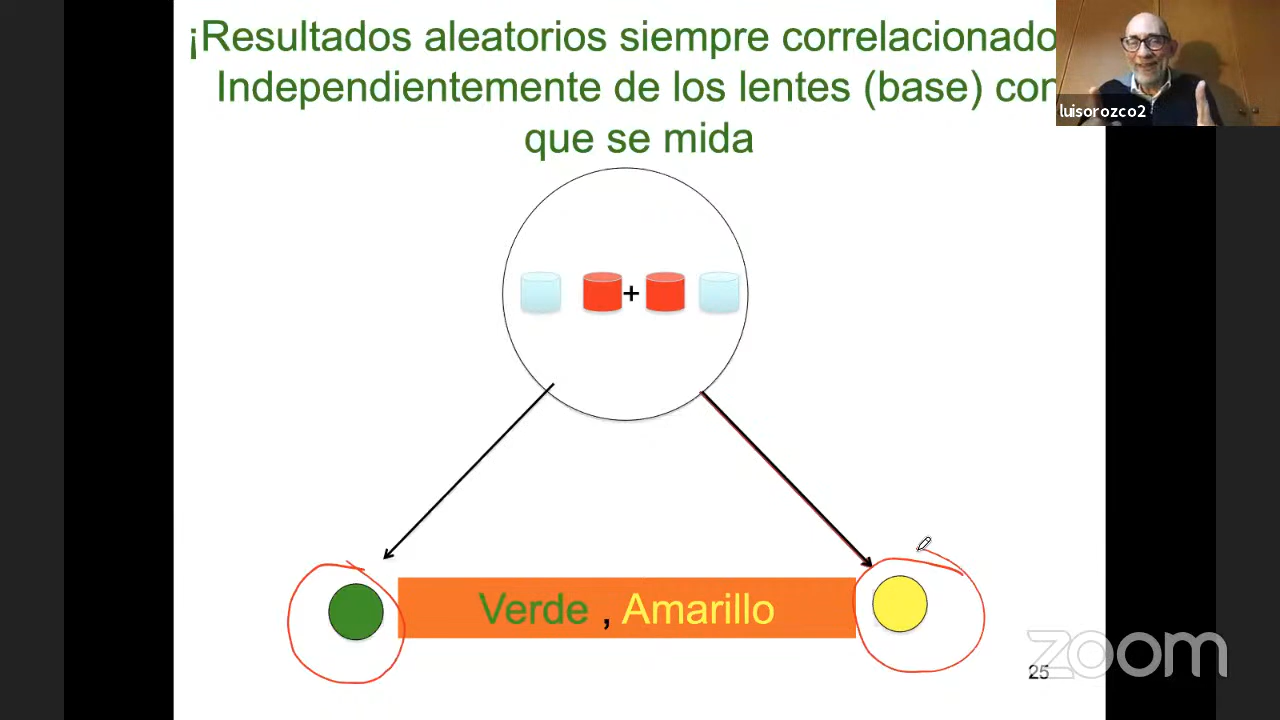 ¡Resultados aleatorios siempre correlacionado
Independientemente de los lentes (base) con
que se mida
luisorozco2
+
Verde , Amarillo
zoom
25